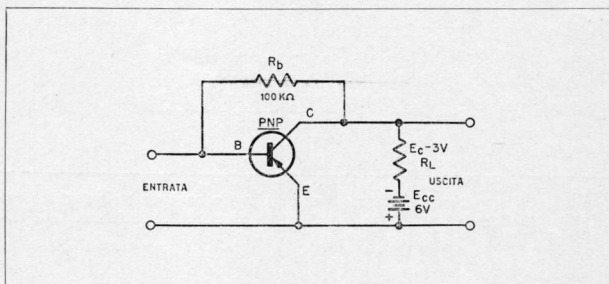 Rb
100 KΩ
PNP
C
B
E
Ec-3V
RL
ENTRATA
USCITA
-
Ecc
+
6V